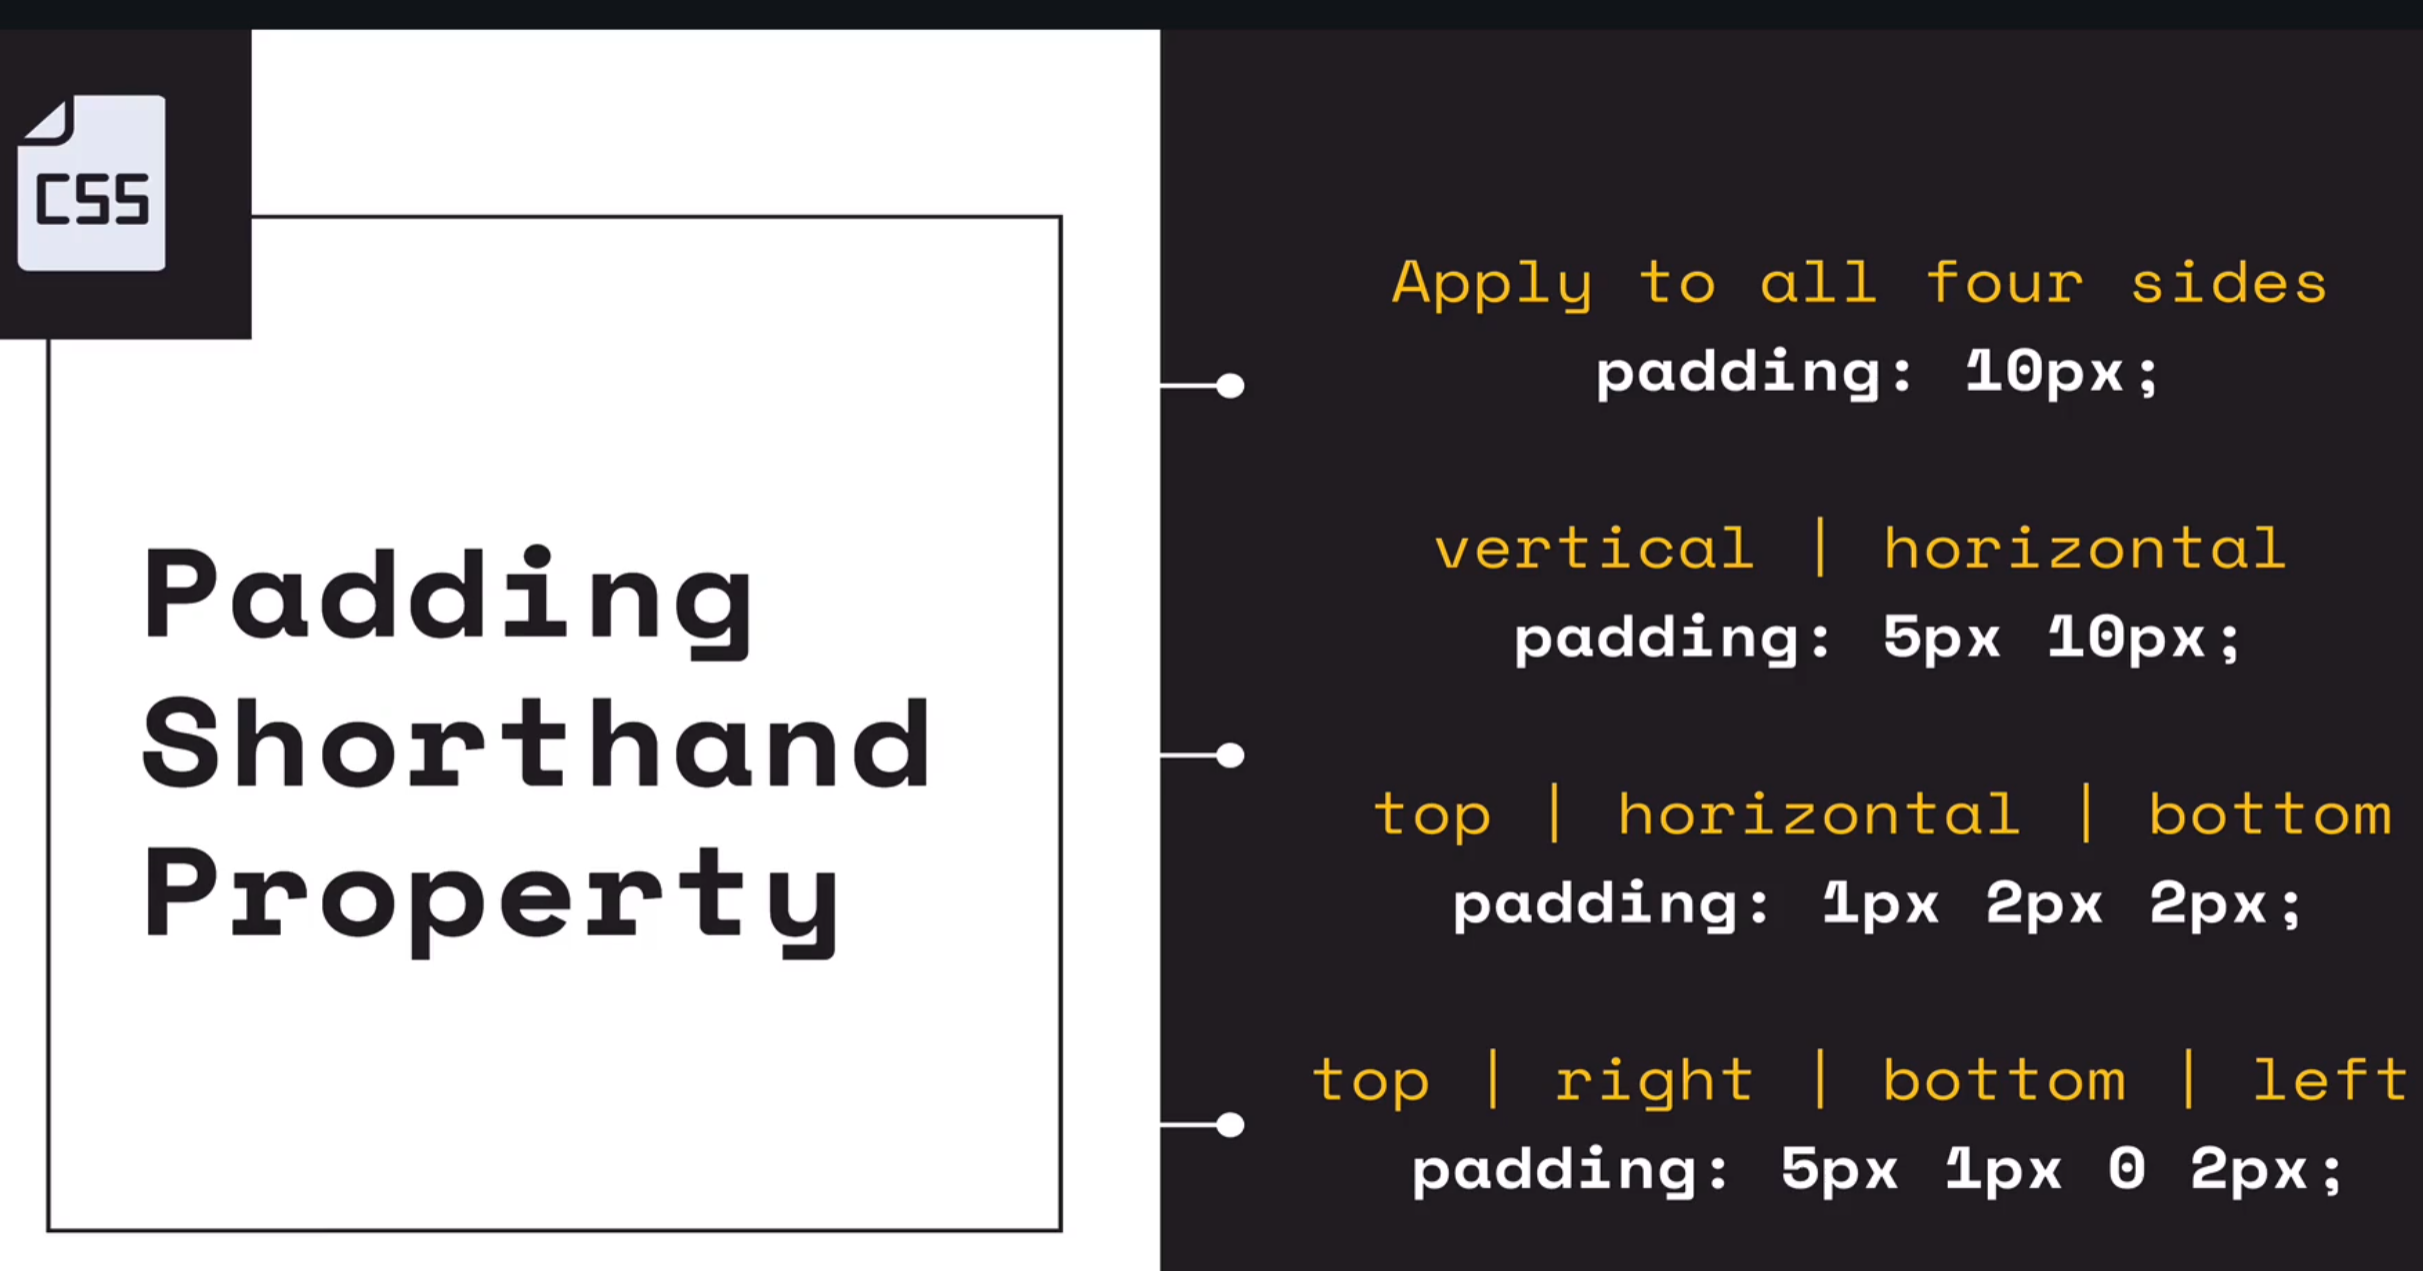 CSS
Padding
Shorthand
Property
Apply to all four sides
padding: 10px;
vertical | horizontal
padding: 5px 10px;
top | horizontal | bottom
padding: 1px 2px 2px;
top | right | bottom | left
padding: 5px 1px 0 2px;